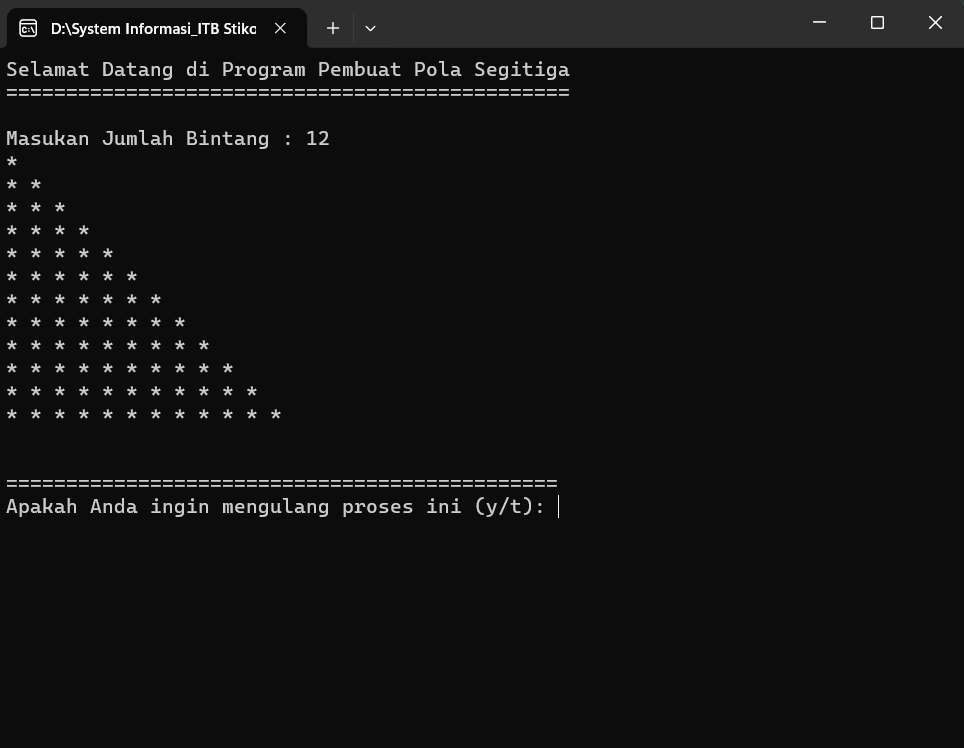 D:\System Informasi_ITB Stiko
Selamat Datang di Program Pembuat Pola Segitiga
===============================================
Masukan Jumlah Bintang : 12
*
* *
* * *
* * * *
* * * * *
* * * * * *
* * * * * * *
* * * * * * * *
* * * * * * * * *
* * * * * * * * * *
* * * * * * * * * * *
* * * * * * * * * * * *
==============================================
Apakah Anda ingin mengulang proses ini (y/t):